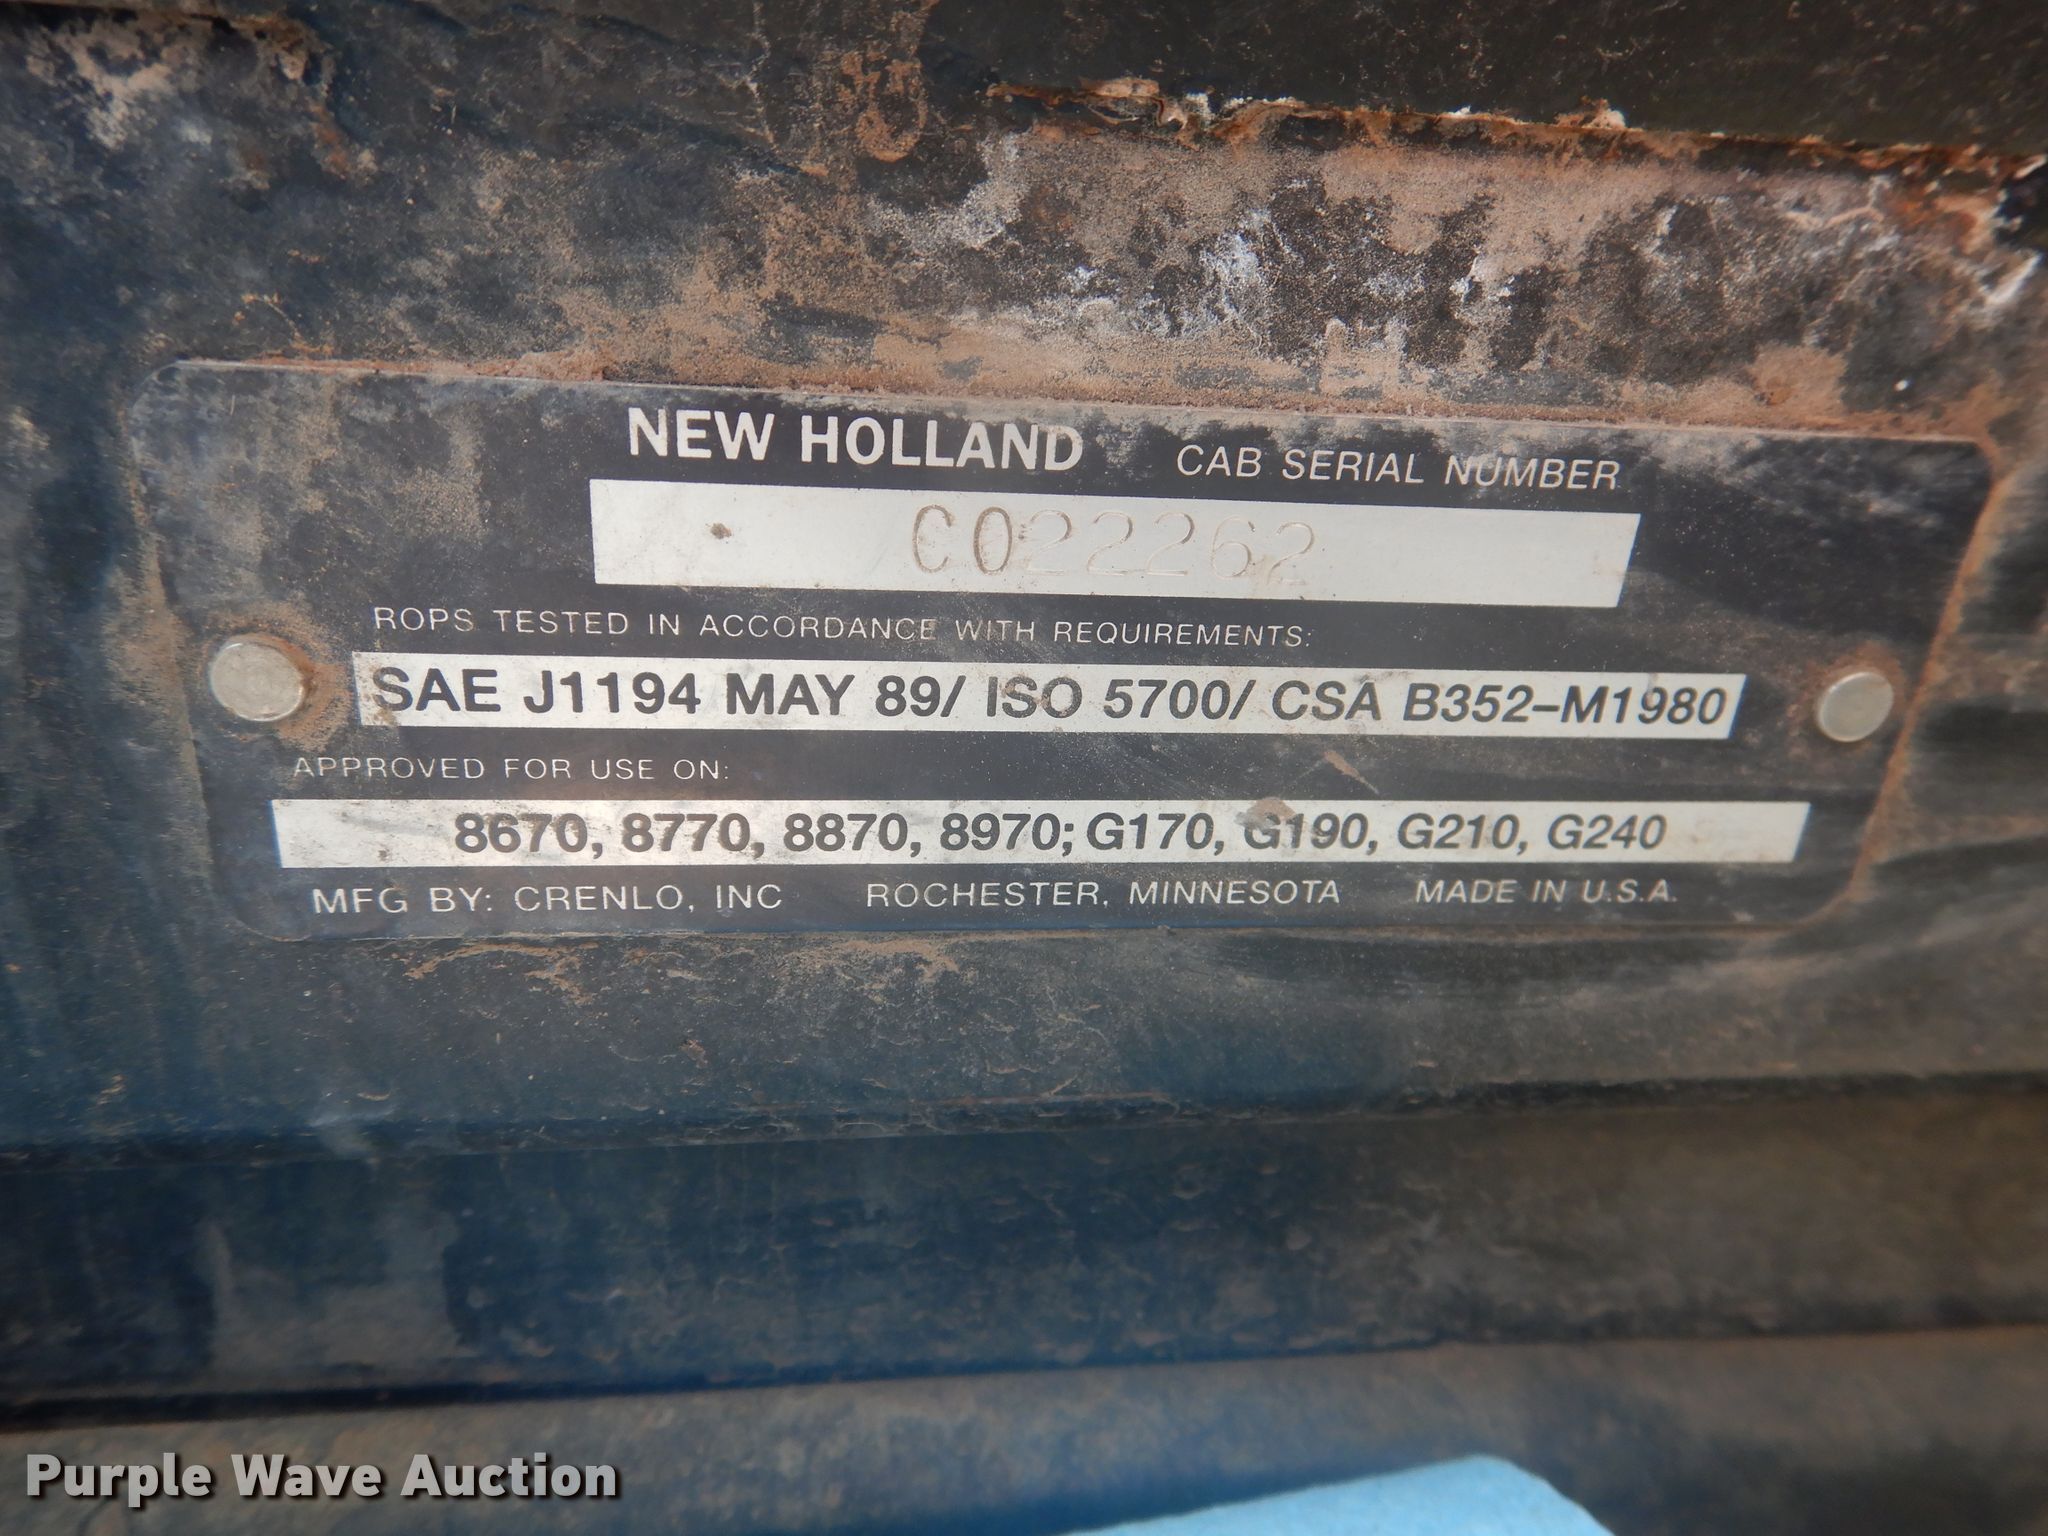 NEW HOLLAND CAB SERIAL NUMBER
C022262
ROPS TESTED IN ACCORDANCE WITH REQUIREMENTS:
SAE J1194 MAY 89/ ISO 5700/ CSA B352-M1980
APPROVED FOR USE ON:
8670, 8770, 8870, 8970; G170, G190, G210, G240
MFG BY: CRENLO, INC ROCHESTER, MINNESOTA MADE IN U.S.A.
Purple Wave Auction